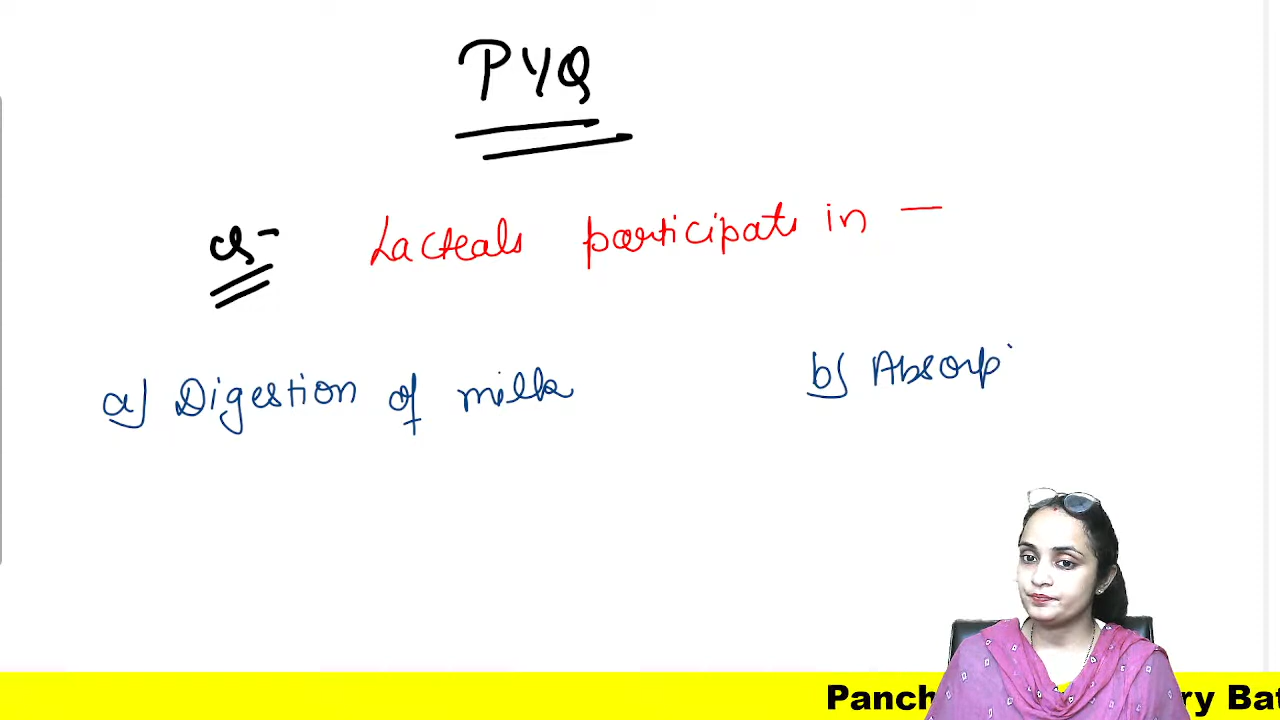 PYQ
Q- Lacteals participate in —
a) Digestion of milk
b) Absorp
Panch ry Bat